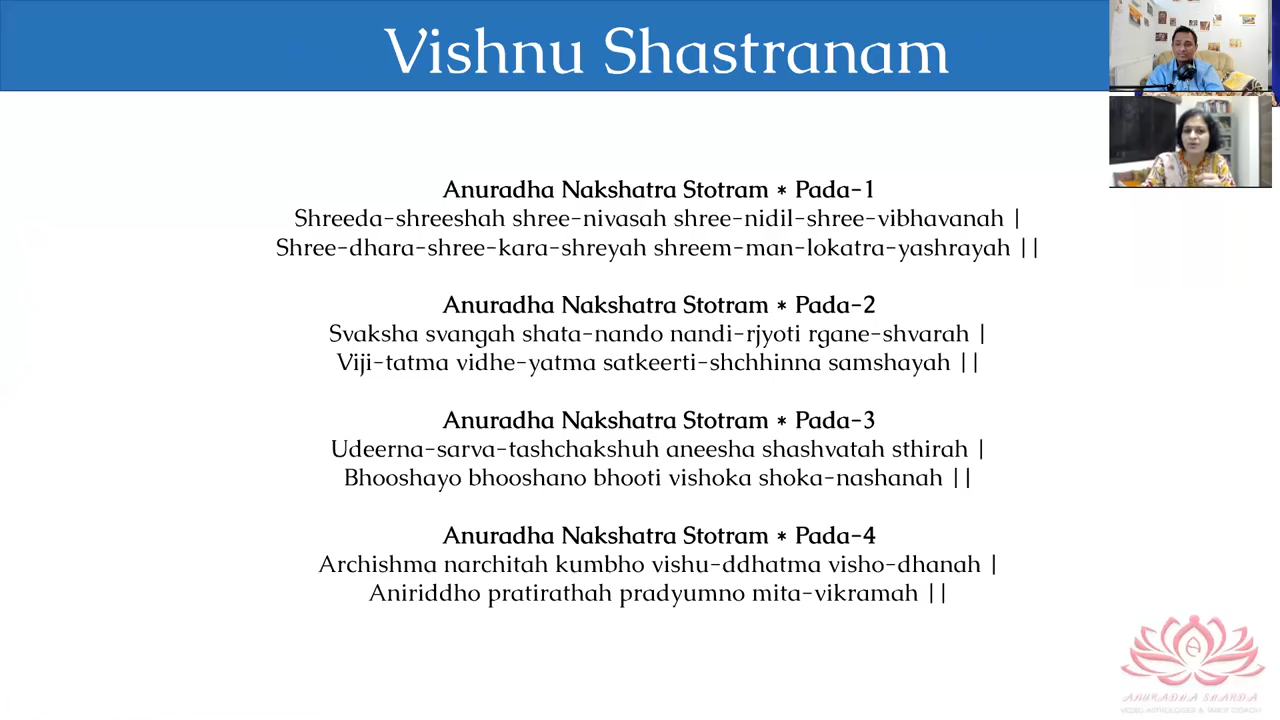 Vishnu Shastranam
Anuradha Nakshatra Stotram * Pada-1
Shreeda-shreeshah shree-nivasah shree-nidil-shree-vibhavanah |
Shree-dhara-shree-kara-shreyah shreem-man-lokatra-yashrayah ||
Anuradha Nakshatra Stotram * Pada-2
Svaksha svangah shata-nando nandi-rjyoti rgane-shvarah |
Viji-tatma vidhe-yatma satkeerti-shchhinna samshayah ||
Anuradha Nakshatra Stotram * Pada-3
Udeerna-sarva-tashchakshuh aneesha shashvatah sthirah |
Bhooshayo bhooshano bhooti vishoka shoka-nashanah ||
Anuradha Nakshatra Stotram * Pada-4
Archishma narchitah kumbho vishu-ddhatma visho-dhanah |
Aniriddho pratirathah pradyumno mita-vikramah ||
ANURADHA SHARDA
VEDIC ASTROLOGER & TAROT COACH